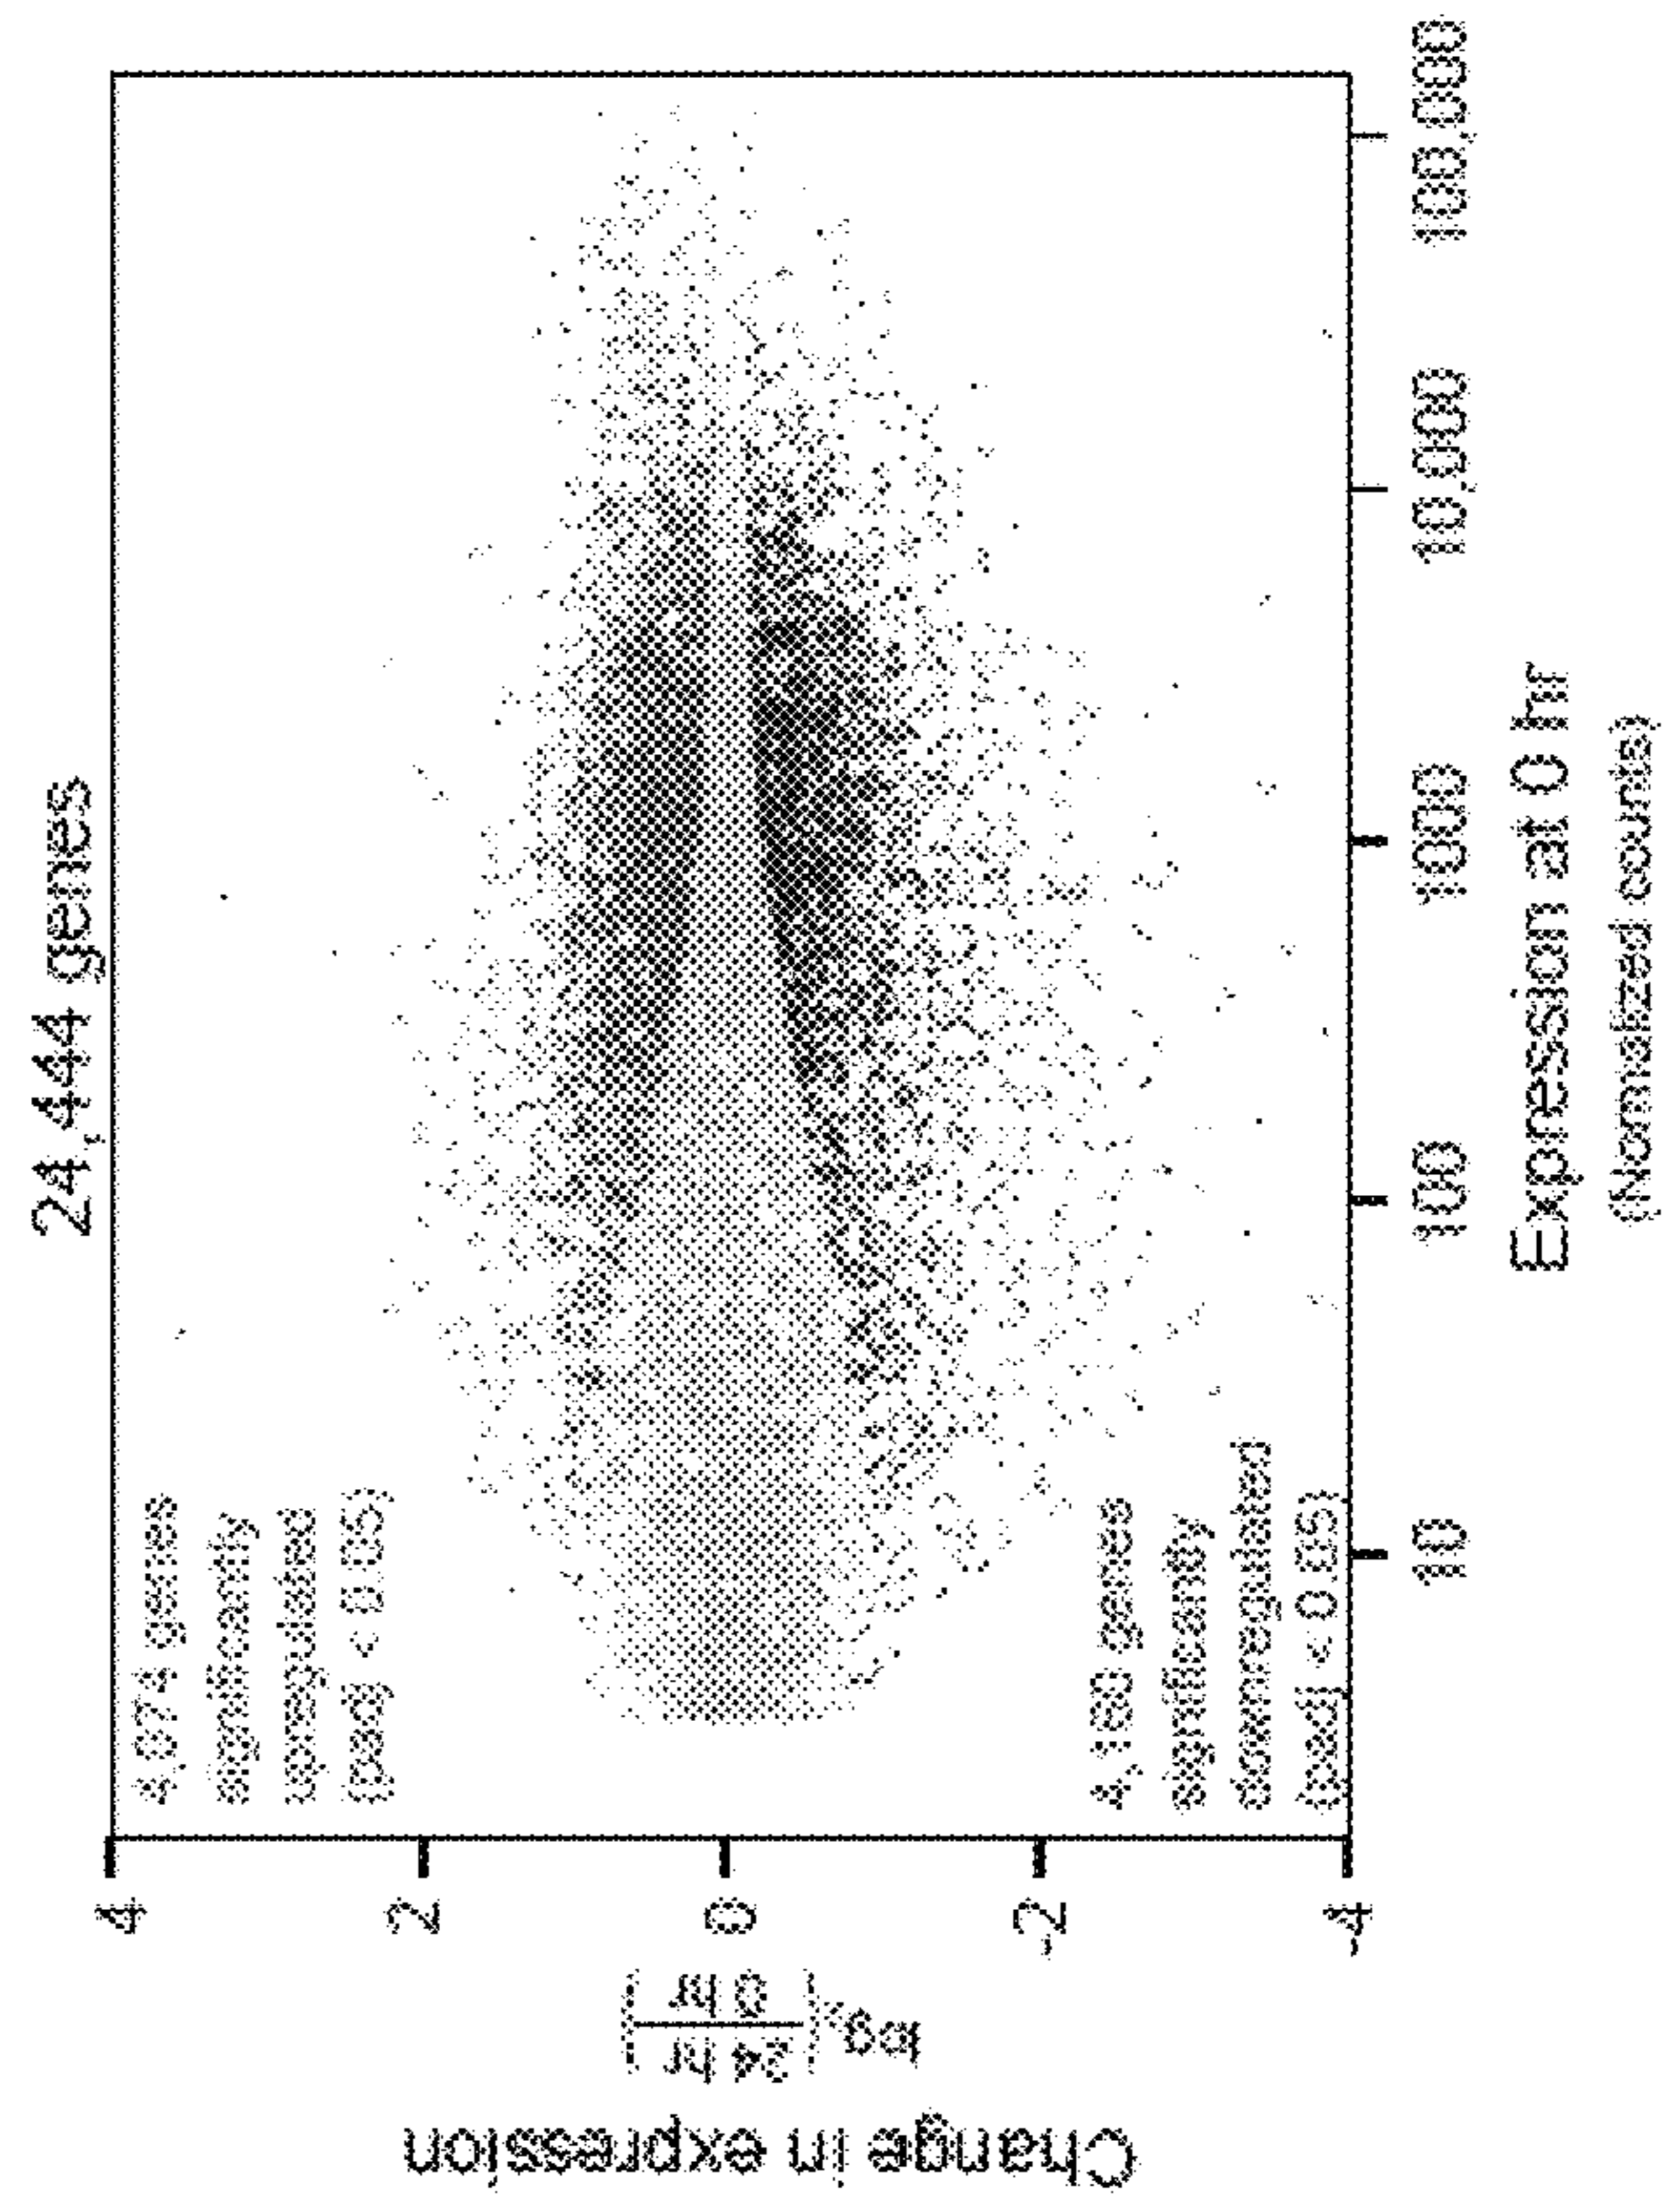 24,444 genes
4,074 genes
significantly
upregulated
(padj < 0.05)
4,180 genes
significantly
downregulated
(padj < 0.05)
4
2
0
-2
-4
Change in expression
log₂(24 hr
0 hr)
10
100
1000
10,000
100,000
Expression at 0 hr
(Normalized counts)